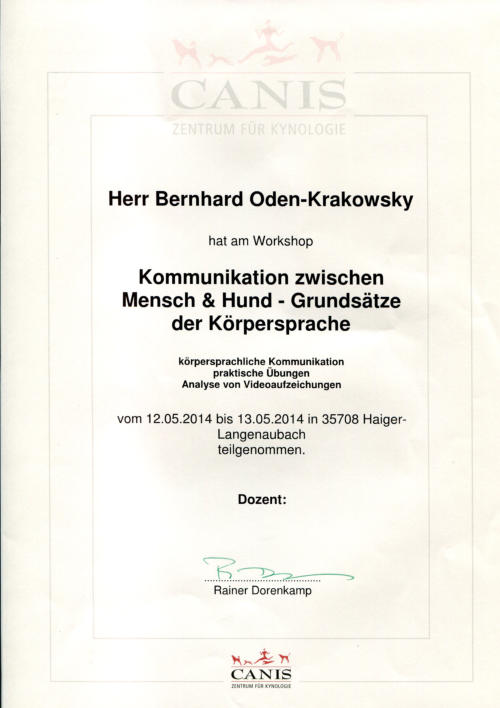 CANIS
ZENTRUM FÜR KYNOLOGIE
Herr Bernhard Oden-Krakowsky
hat am Workshop
Kommunikation zwischen
Mensch & Hund - Grundsätze
der Körpersprache
körpersprachliche Kommunikation
praktische Übungen
Analyse von Videoaufzeichungen
vom 12.05.2014 bis 13.05.2014 in 35708 Haiger-
Langenaubach
teilgenommen.
Dozent:
Rainer Dorenkamp
CANIS
ZENTRUM FÜR KYNOLOGIE